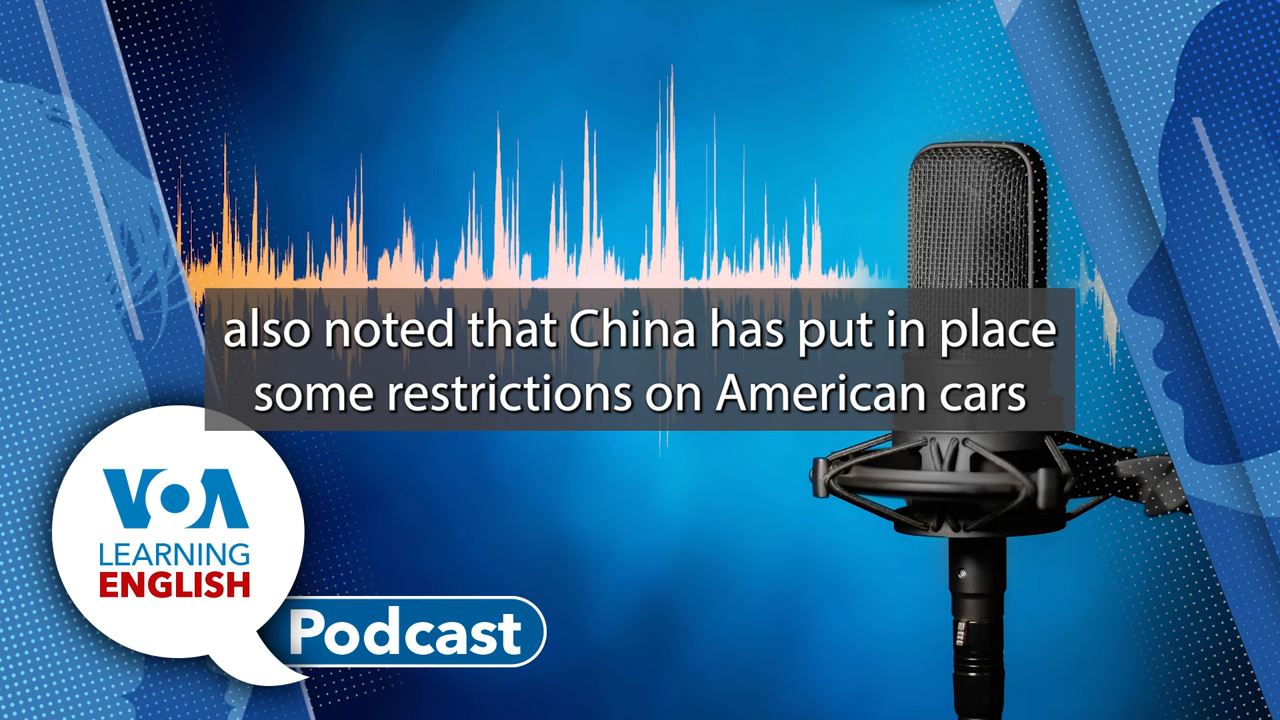 also noted that China has put in place
some restrictions on American cars
VOA
LEARNING
ENGLISH
Podcast